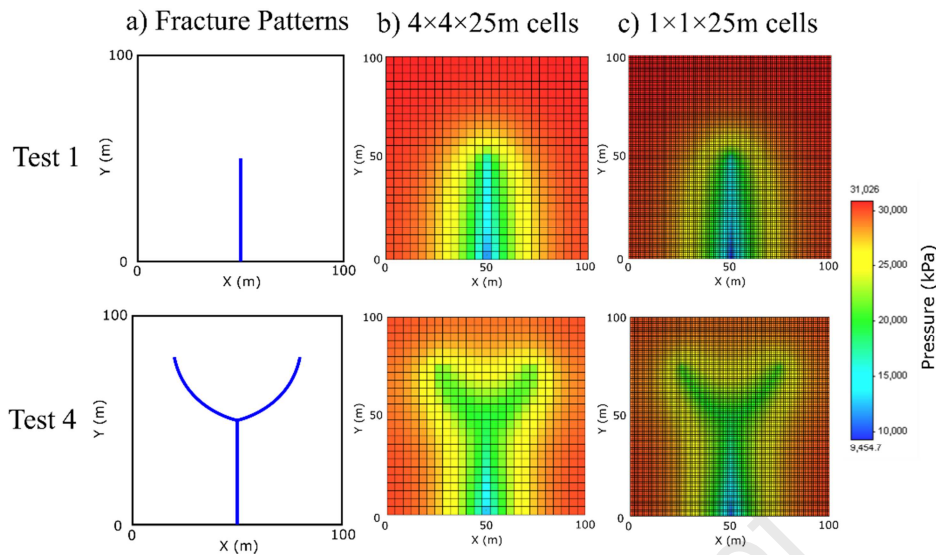 a) Fracture Patterns b) 4×4×25m cells c) 1×1×25m cells
Test 1
100
Y (m)
0
0 X (m) 100
100
Y (m)
50
0
0 50 100
X (m)
100
Y (m)
50
0
0 50 100
X (m)
31,026
30,000
25,000
20,000
15,000
10,000
9,454.7
Pressure (kPa)
Test 4
100
Y (m)
0
0 X (m) 100
100
Y (m)
50
0
0 50 100
X (m)
100
Y (m)
50
0
0 50 100
X (m)